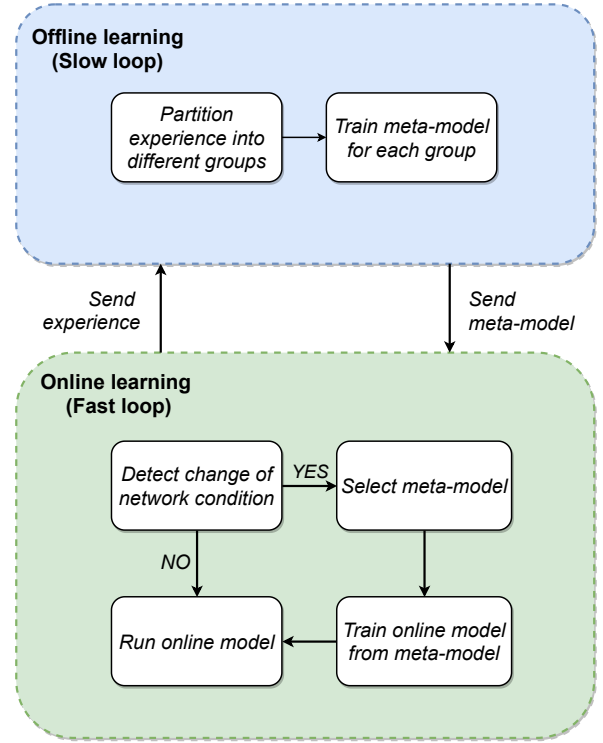 Offline learning
(Slow loop)
Partition
experience into
different groups
Train meta-model
for each group
Send
experience
Send
meta-model
Online learning
(Fast loop)
Detect change of
network condition
YES
Select meta-model
NO
Run online model
Train online model
from meta-model